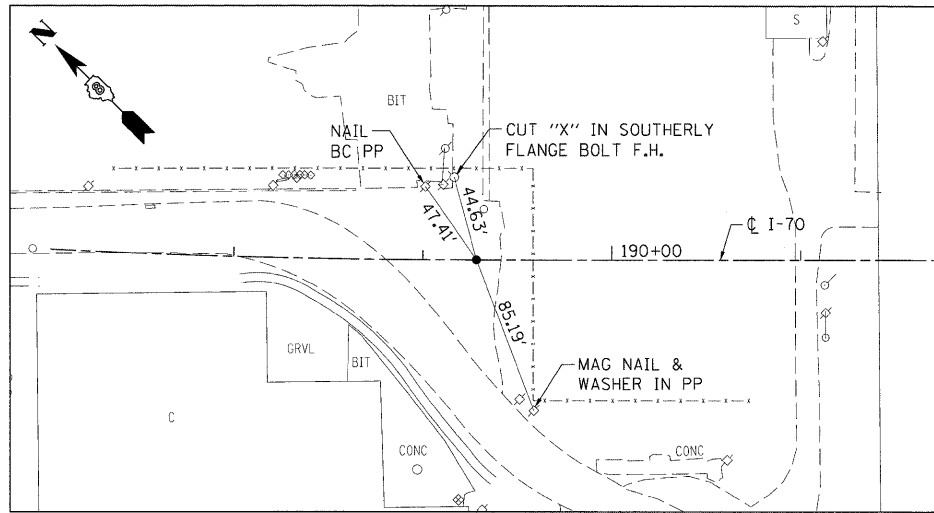 S
N
BIT
NAIL
BC PP
CUT "X" IN SOUTHERLY
FLANGE BOLT F.H.
47.41'
44.63'
℄ I-70
190+00
85.19'
MAG NAIL &
WASHER IN PP
GRVL
BIT
C
CONC
CONC